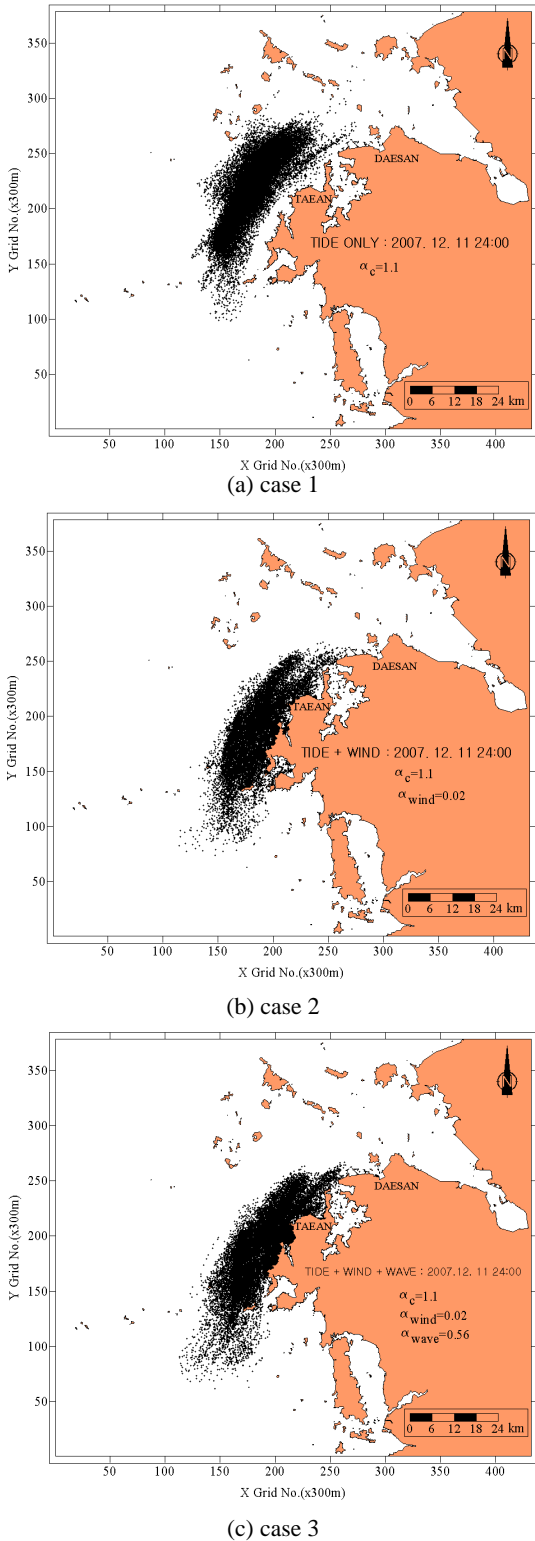 350
300
250
200
150
100
50
Y Grid No.(x300m)
N
DAESAN
TAEAN
TIDE ONLY : 2007. 12. 11 24:00
αc=1.1
0 6 12 18 24 km
50 100 150 200 250 300 350 400
X Grid No.(x300m)
(a) case 1
350
300
250
200
150
100
50
Y Grid No.(x300m)
N
DAESAN
TAEAN
TIDE + WIND : 2007. 12. 11 24:00
αc=1.1
αwind=0.02
0 6 12 18 24 km
50 100 150 200 250 300 350 400
X Grid No.(x300m)
(b) case 2
350
300
250
200
150
100
50
Y Grid No.(x300m)
N
DAESAN
TAEAN
TIDE + WIND + WAVE : 2007.12. 11 24:00
αc=1.1
αwind=0.02
αwave=0.56
0 6 12 18 24 km
50 100 150 200 250 300 350 400
X Grid No.(x300m)
(c) case 3